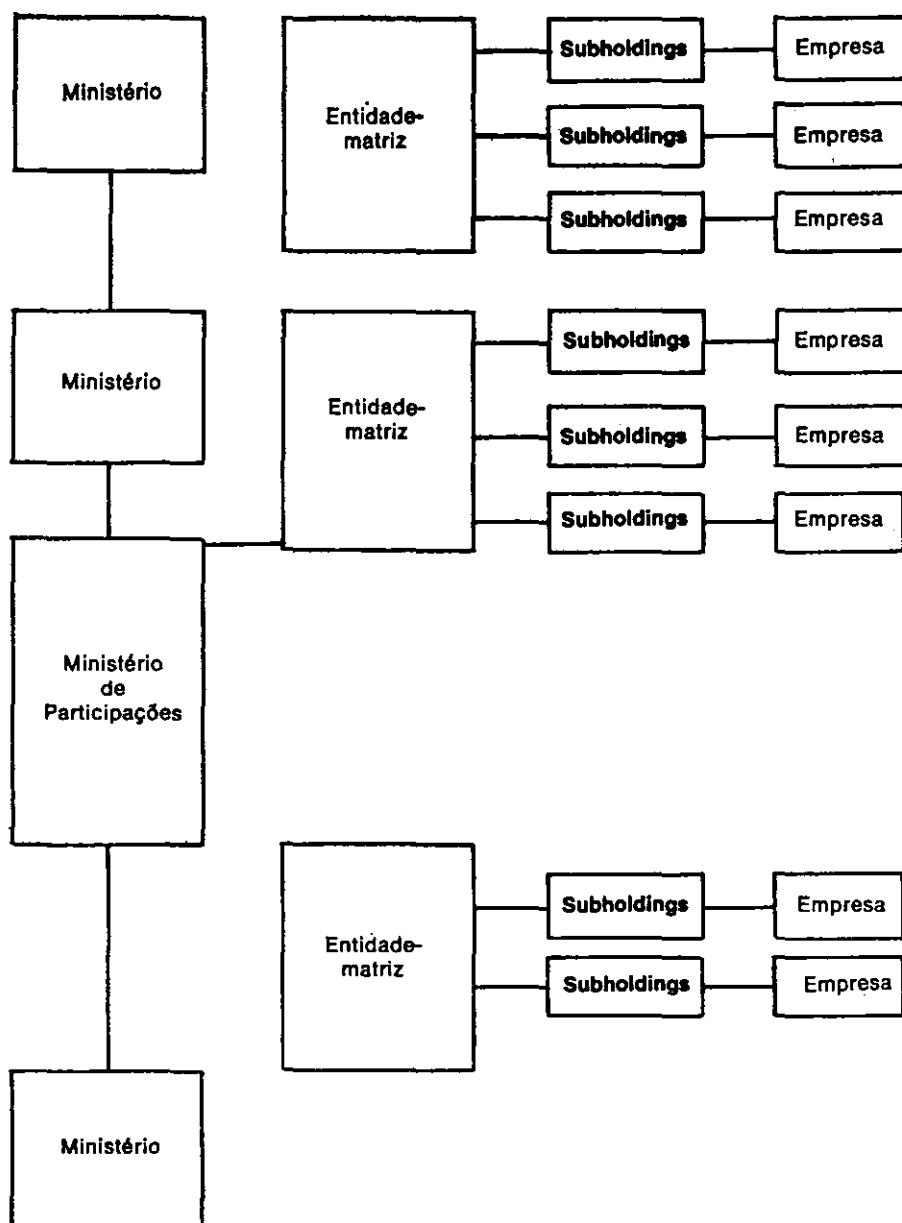 Ministério
Entidade-
matriz
Subholdings
Empresa
Subholdings
Empresa
Subholdings
Empresa
Ministério
Entidade-
matriz
Subholdings
Empresa
Subholdings
Empresa
Subholdings
Empresa
Ministério
de
Participações
Entidade-
matriz
Subholdings
Empresa
Subholdings
Empresa
Ministério